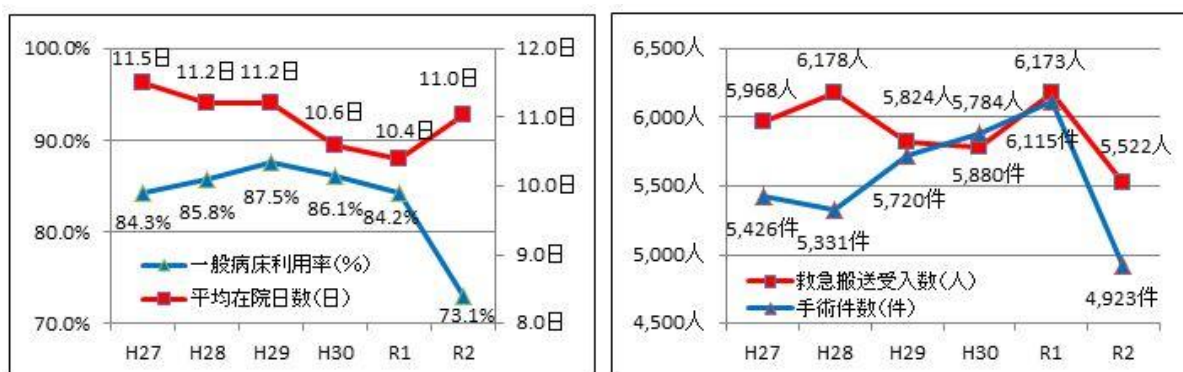 100.0%
90.0%
80.0%
70.0%
12.0日
11.0日
10.0日
9.0日
8.0日
11.5日
11.2日
11.2日
10.6日
10.4日
11.0日
84.3%
85.8%
87.5%
86.1%
84.2%
73.1%
一般病床利用率(%)
平均在院日数(日)
H27 H28 H29 H30 R1 R2
6,500人
6,000人
5,500人
5,000人
4,500人
5,968人
6,178人
5,824人
5,784人
6,173人
5,522人
5,426件
5,331件
5,720件
5,880件
6,115件
4,923件
救急搬送受入数(人)
手術件数(件)
H27 H28 H29 H30 R1 R2